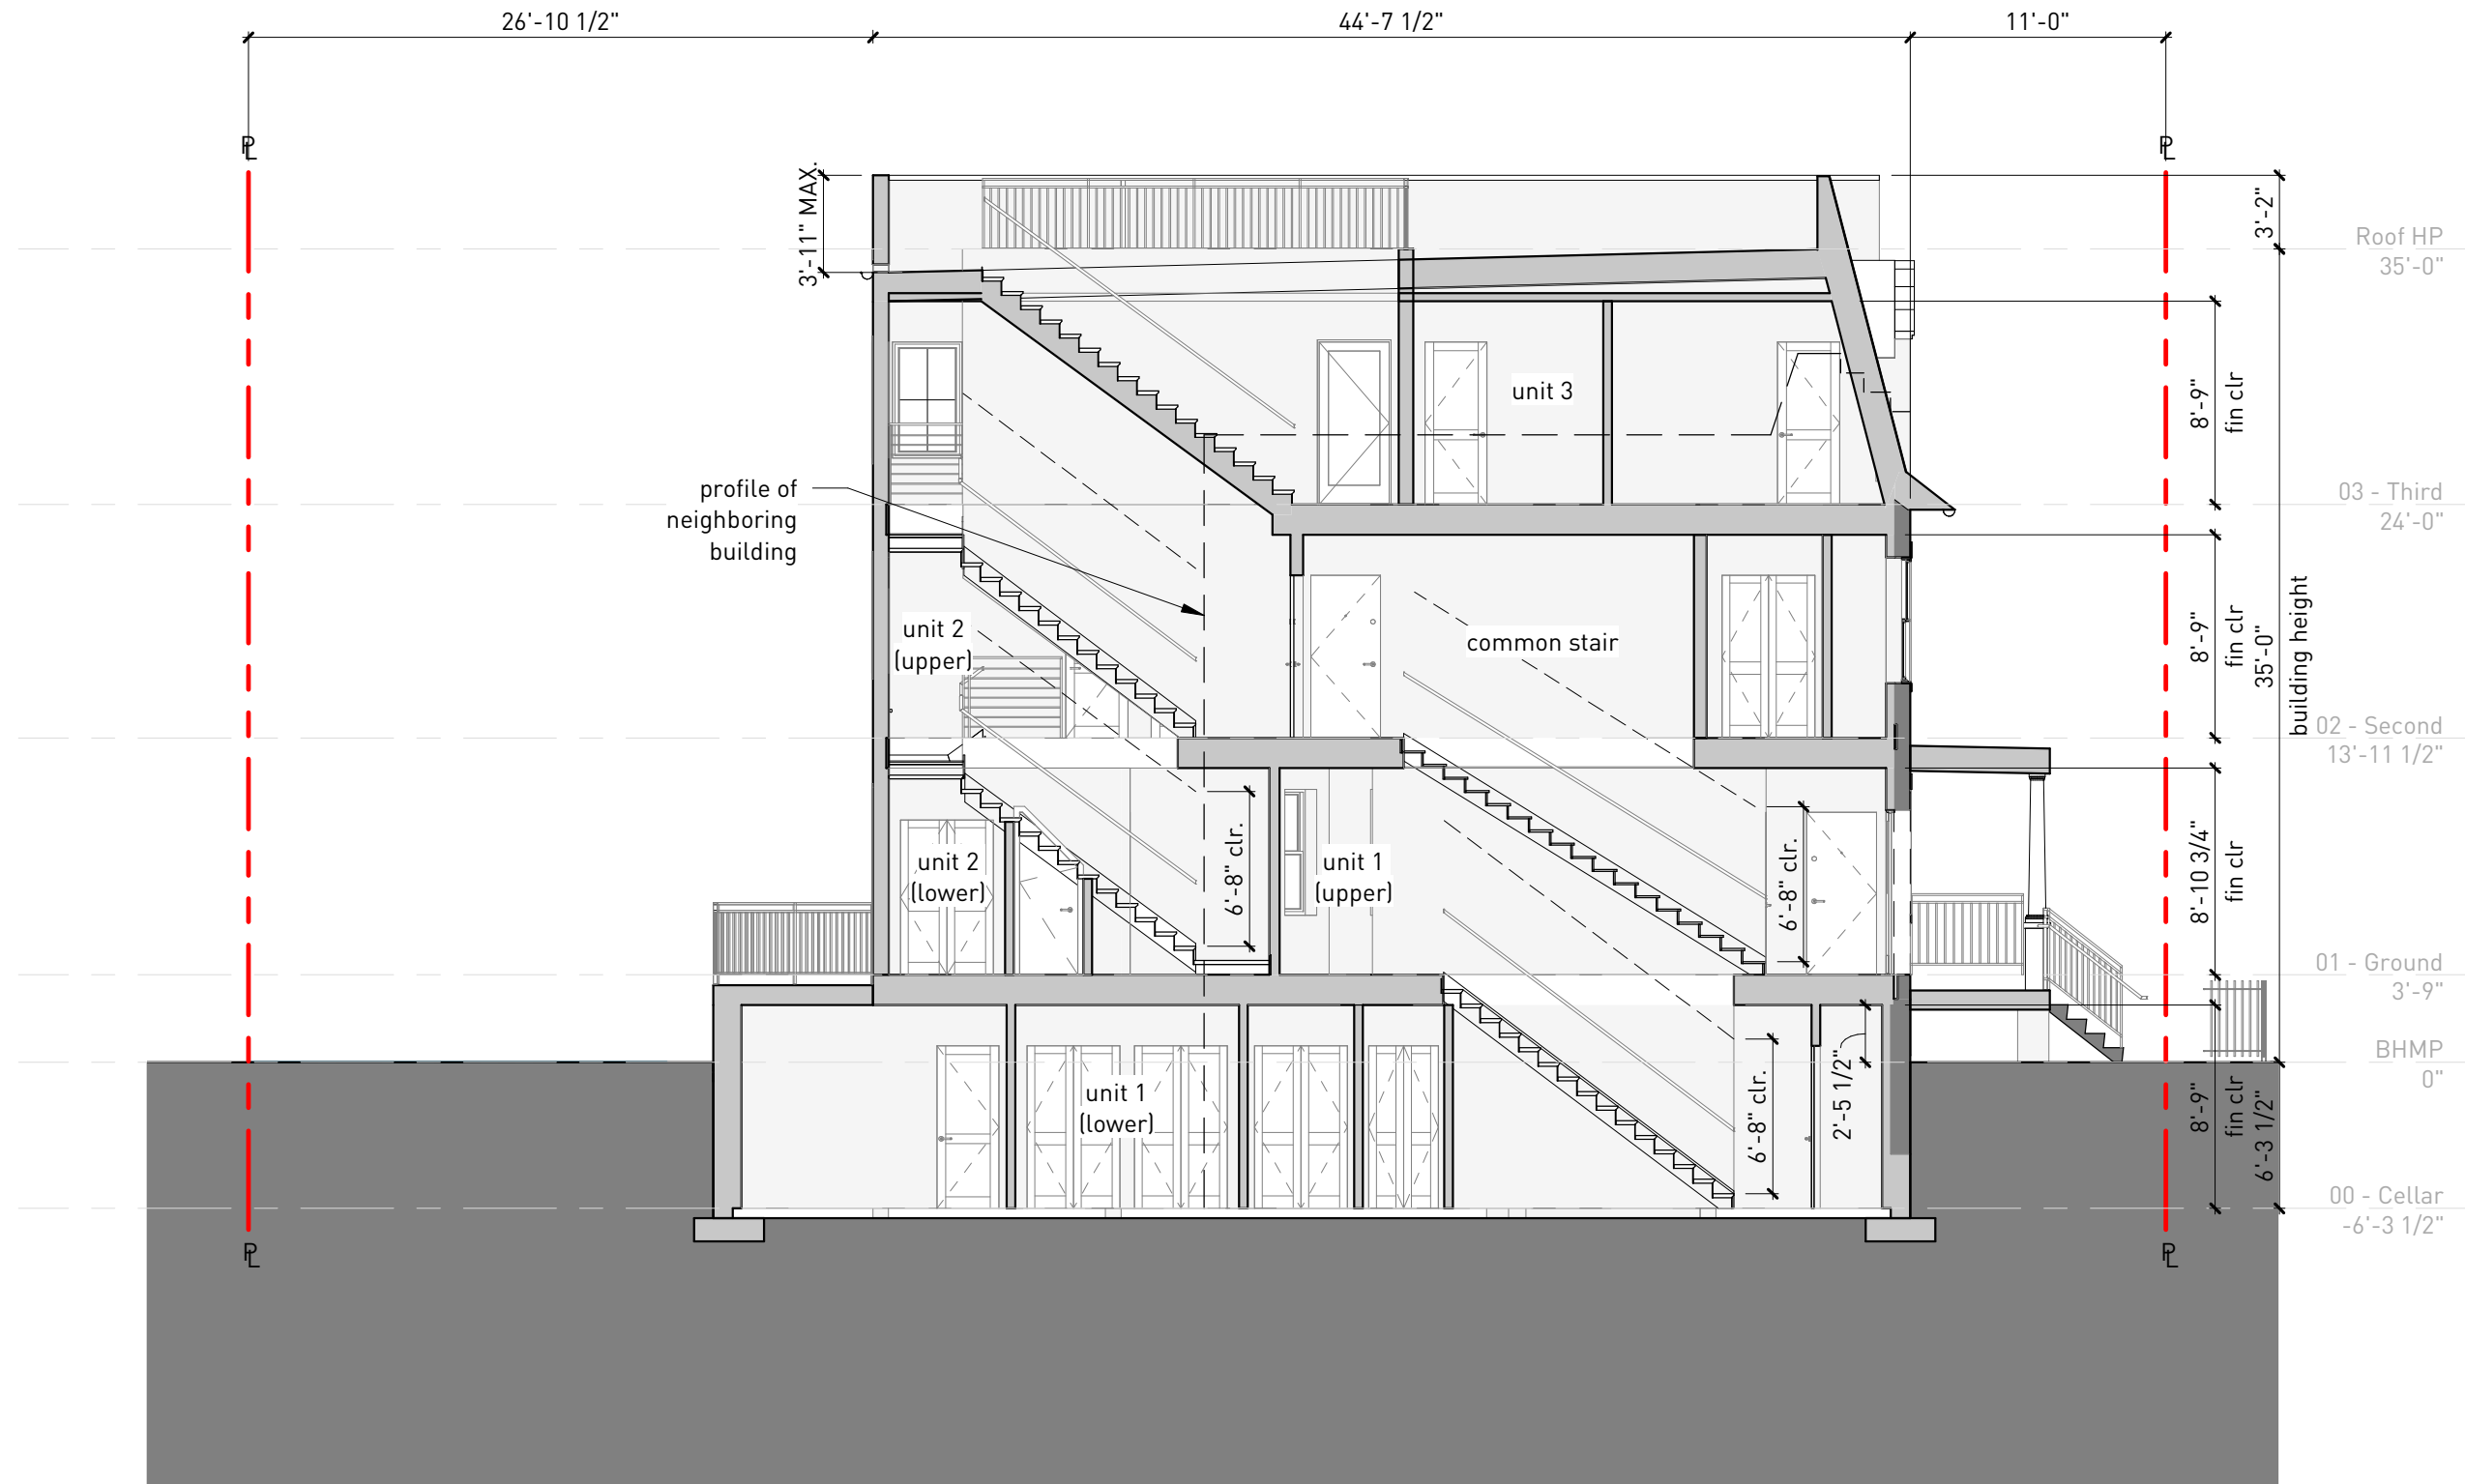 26'-10 1/2"
44'-7 1/2"
11'-0"
PL
PL
3'-11" MAX.
3'-2"
Roof HP
35'-0"
8'-9"
fin clr
unit 3
profile of
neighboring
building
03 - Third
24'-0"
8'-9"
fin clr
35'-0"
building height
unit 2
(upper)
common stair
02 - Second
13'-11 1/2"
6'-8" clr.
6'-8" clr.
8'-10 3/4"
fin clr
unit 2
(lower)
unit 1
(upper)
01 - Ground
3'-9"
BHMP
0"
unit 1
(lower)
6'-8" clr.
2'-5 1/2"
8'-9"
fin clr
6'-3 1/2"
00 - Cellar
-6'-3 1/2"
PL
PL